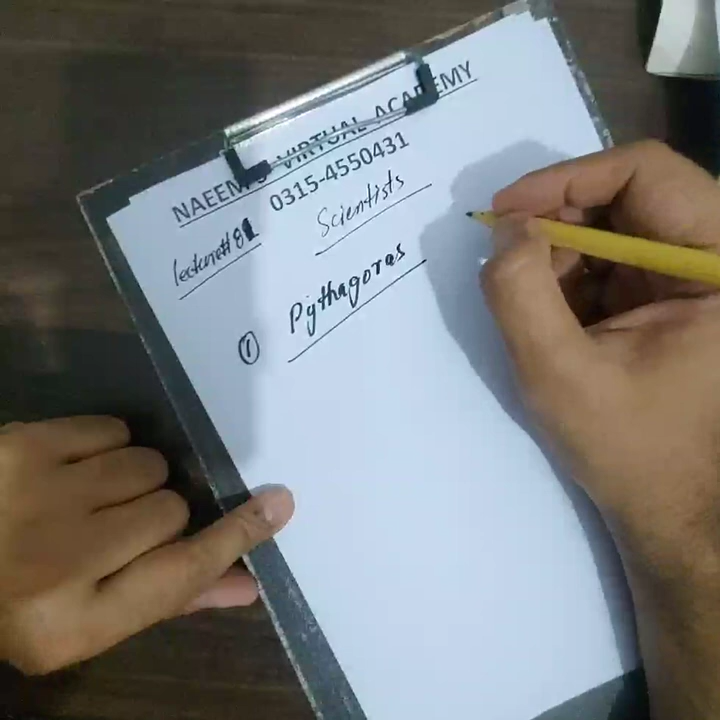 NAEEM'S VIRTUAL ACADEMY
0315-4550431
Scientists
lecture# 81
① Pythagoras